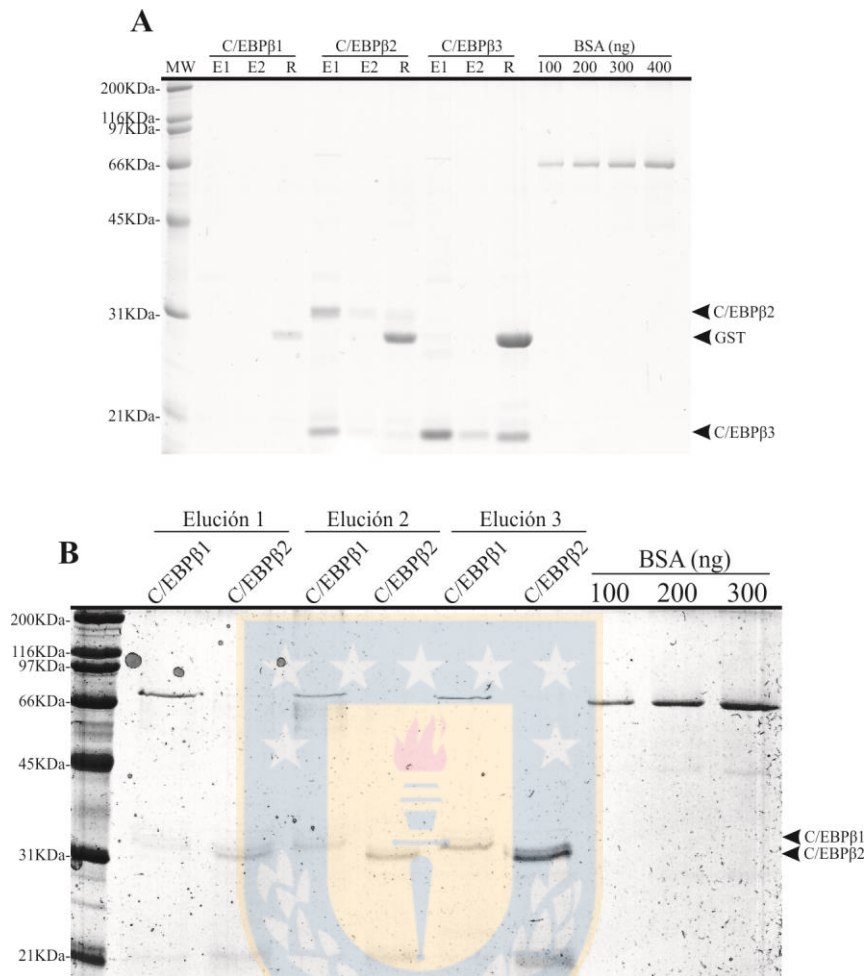 A
C/EBPβ1 C/EBPβ2 C/EBPβ3 BSA (ng)
MW E1 E2 R E1 E2 R E1 E2 R 100 200 300 400
200KDa-
116KDa-
97KDa-
66KDa-
45KDa-
31KDa-
C/EBPβ2
GST
21KDa-
C/EBPβ3
B
Elución 1 Elución 2 Elución 3
C/EBPβ1 C/EBPβ2 C/EBPβ1 C/EBPβ2 C/EBPβ1 C/EBPβ2 BSA (ng)
100 200 300
200KDa-
116KDa-
97KDa-
66KDa-
45KDa-
C/EBPβ1
31KDa-
C/EBPβ2
21KDa-